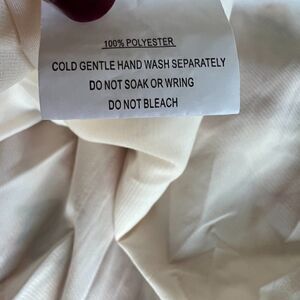 100% POLYESTER
COLD GENTLE HAND WASH SEPARATELY
DO NOT SOAK OR WRING
DO NOT BLEACH